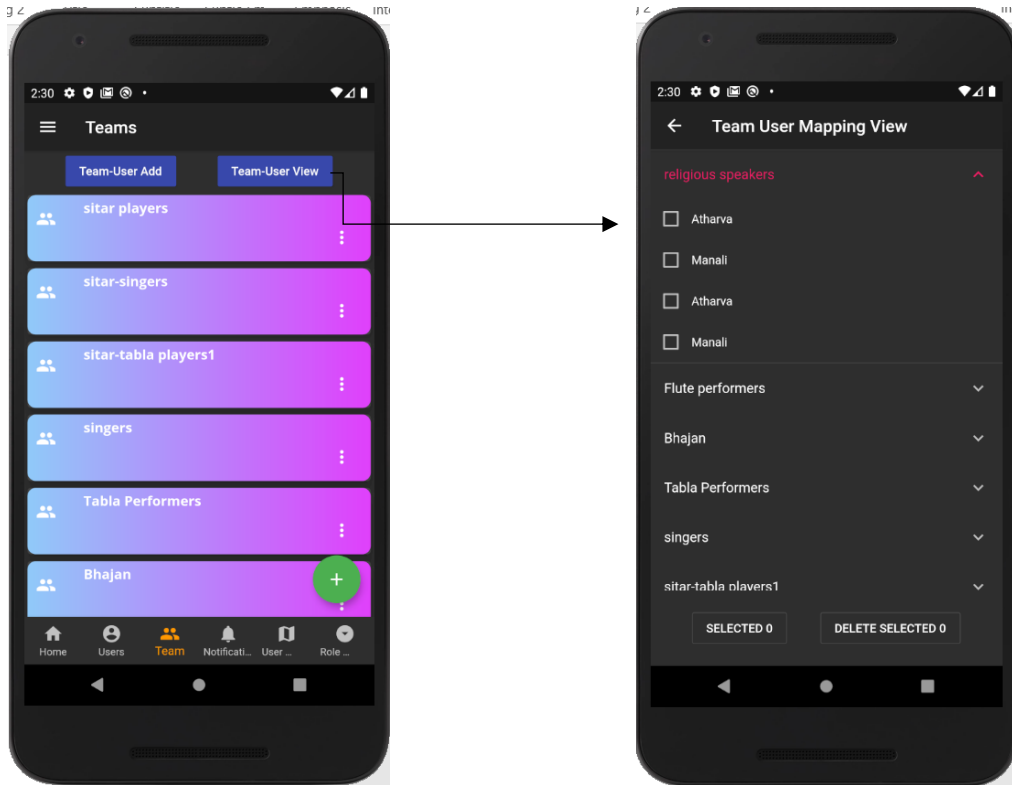 2:30
Teams
Team-User Add
Team-User View
sitar players
sitar-singers
sitar-tabla players1
singers
Tabla Performers
Bhajan
+
Home
Users
Team
Notificati...
User ...
Role ...
2:30
Team User Mapping View
religious speakers
Atharva
Manali
Atharva
Manali
Flute performers
Bhajan
Tabla Performers
singers
sitar-tabla players1
SELECTED 0
DELETE SELECTED 0